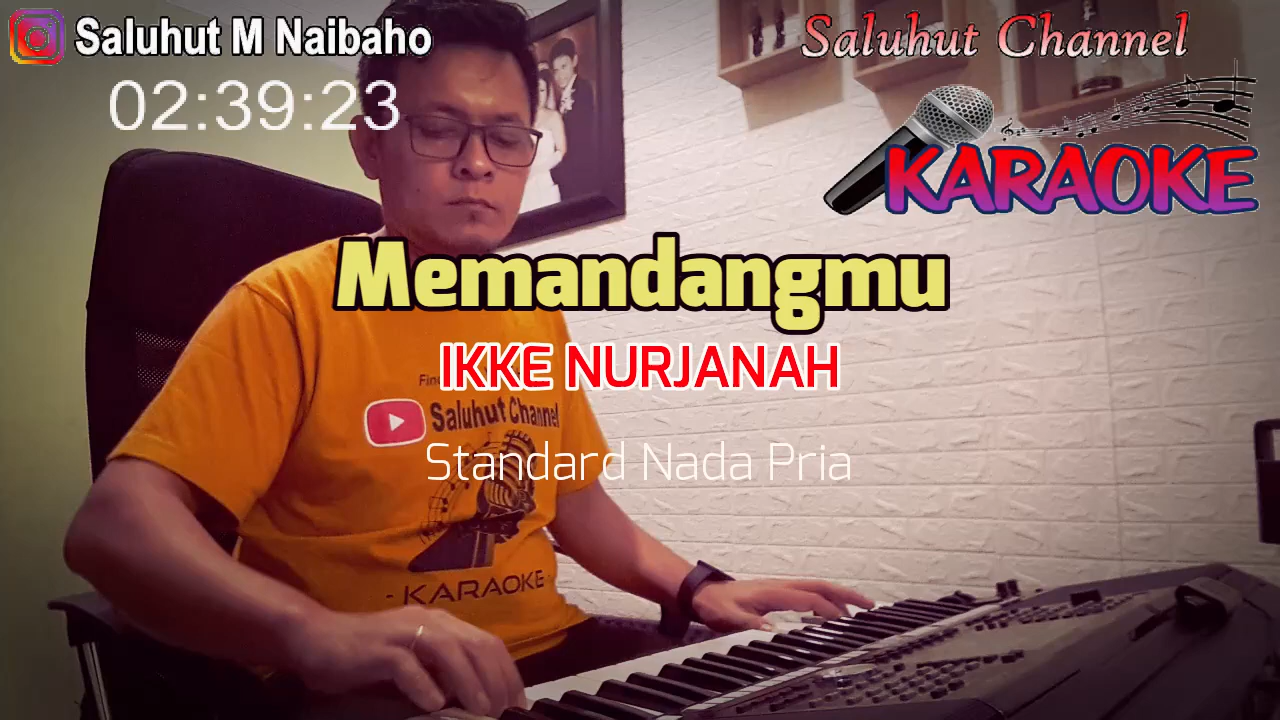 Saluhut M Naibaho
Saluhut Channel
02:39:23
KARAOKE
Memandangmu
IKKE NURJANAH
Saluhut Channel
Standard Nada Pria
- KARAOKE -